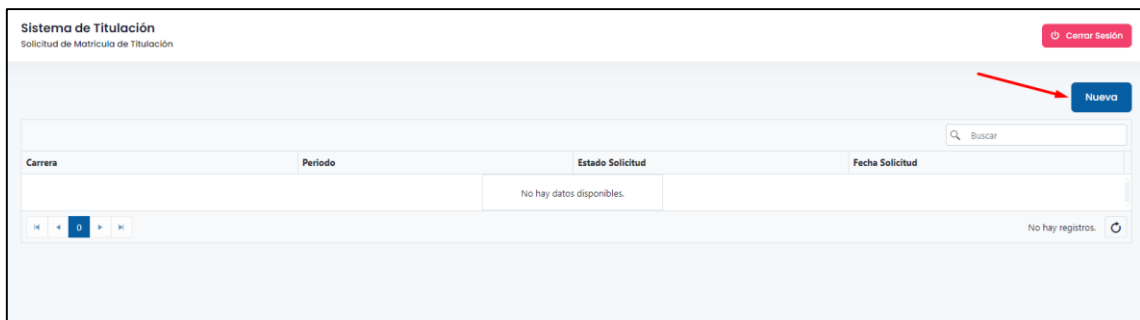 Sistema de Titulación
Solicitud de Matrícula de Titulación
Cerrar Sesión
Nueva
Buscar
Carrera Periodo Estado Solicitud Fecha Solicitud
No hay datos disponibles.
0 No hay registros.